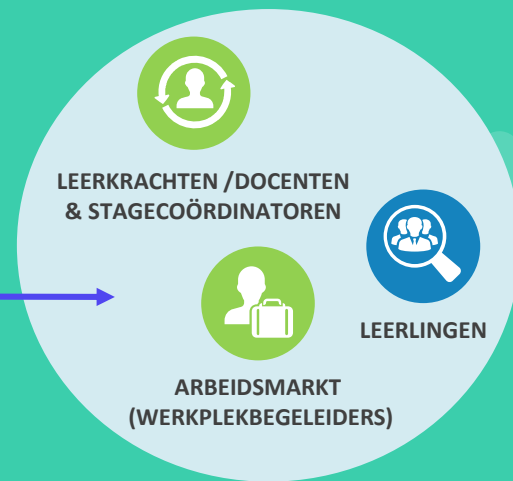 LEERKRACHTEN /DOCENTEN
& STAGECOÖRDINATOREN
LEERLINGEN
ARBEIDSMARKT
(WERKPLEKBEGELEIDERS)